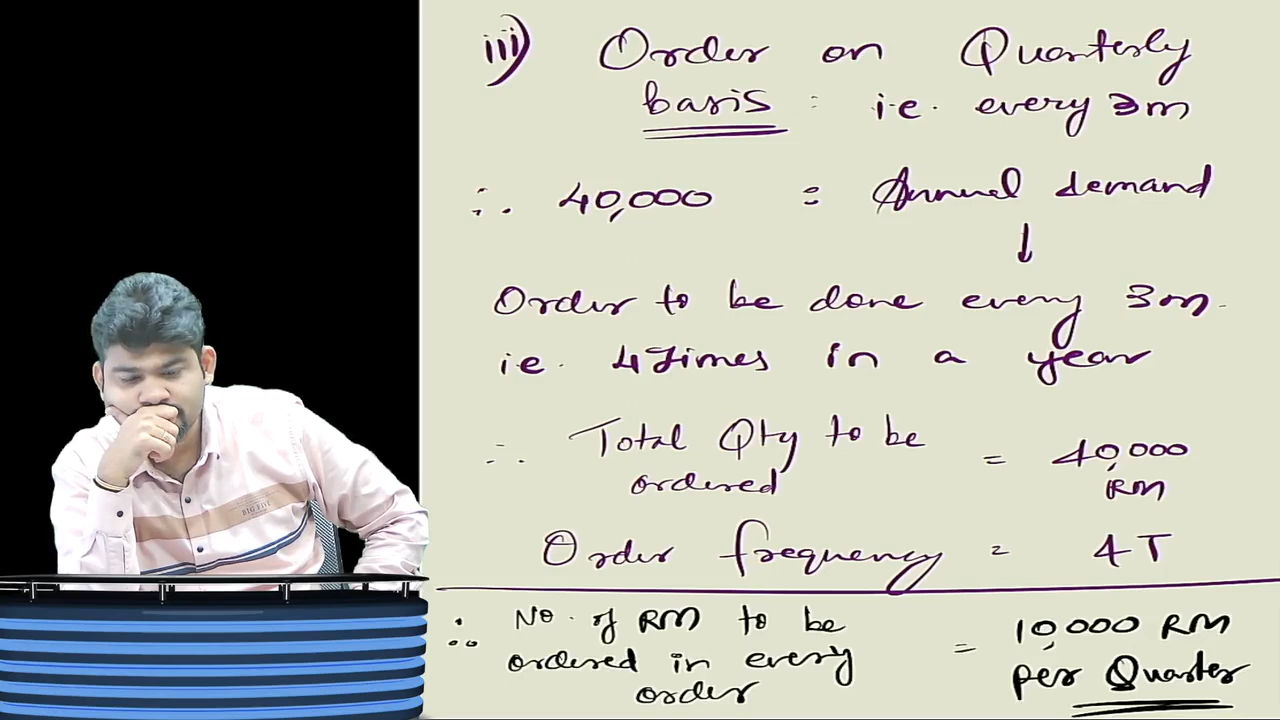 iii) Order on Quarterly
basis : i.e. every 3m
∴ 40,000 = Annual demand
↓
Order to be done every 3m.
i.e. 4Times in a year
∴ Total Qty to be
ordered = 40,000
RM
Order frequency = 4T
∴ No. of RM to be
ordered in every
order = 10,000 RM
per Quarter